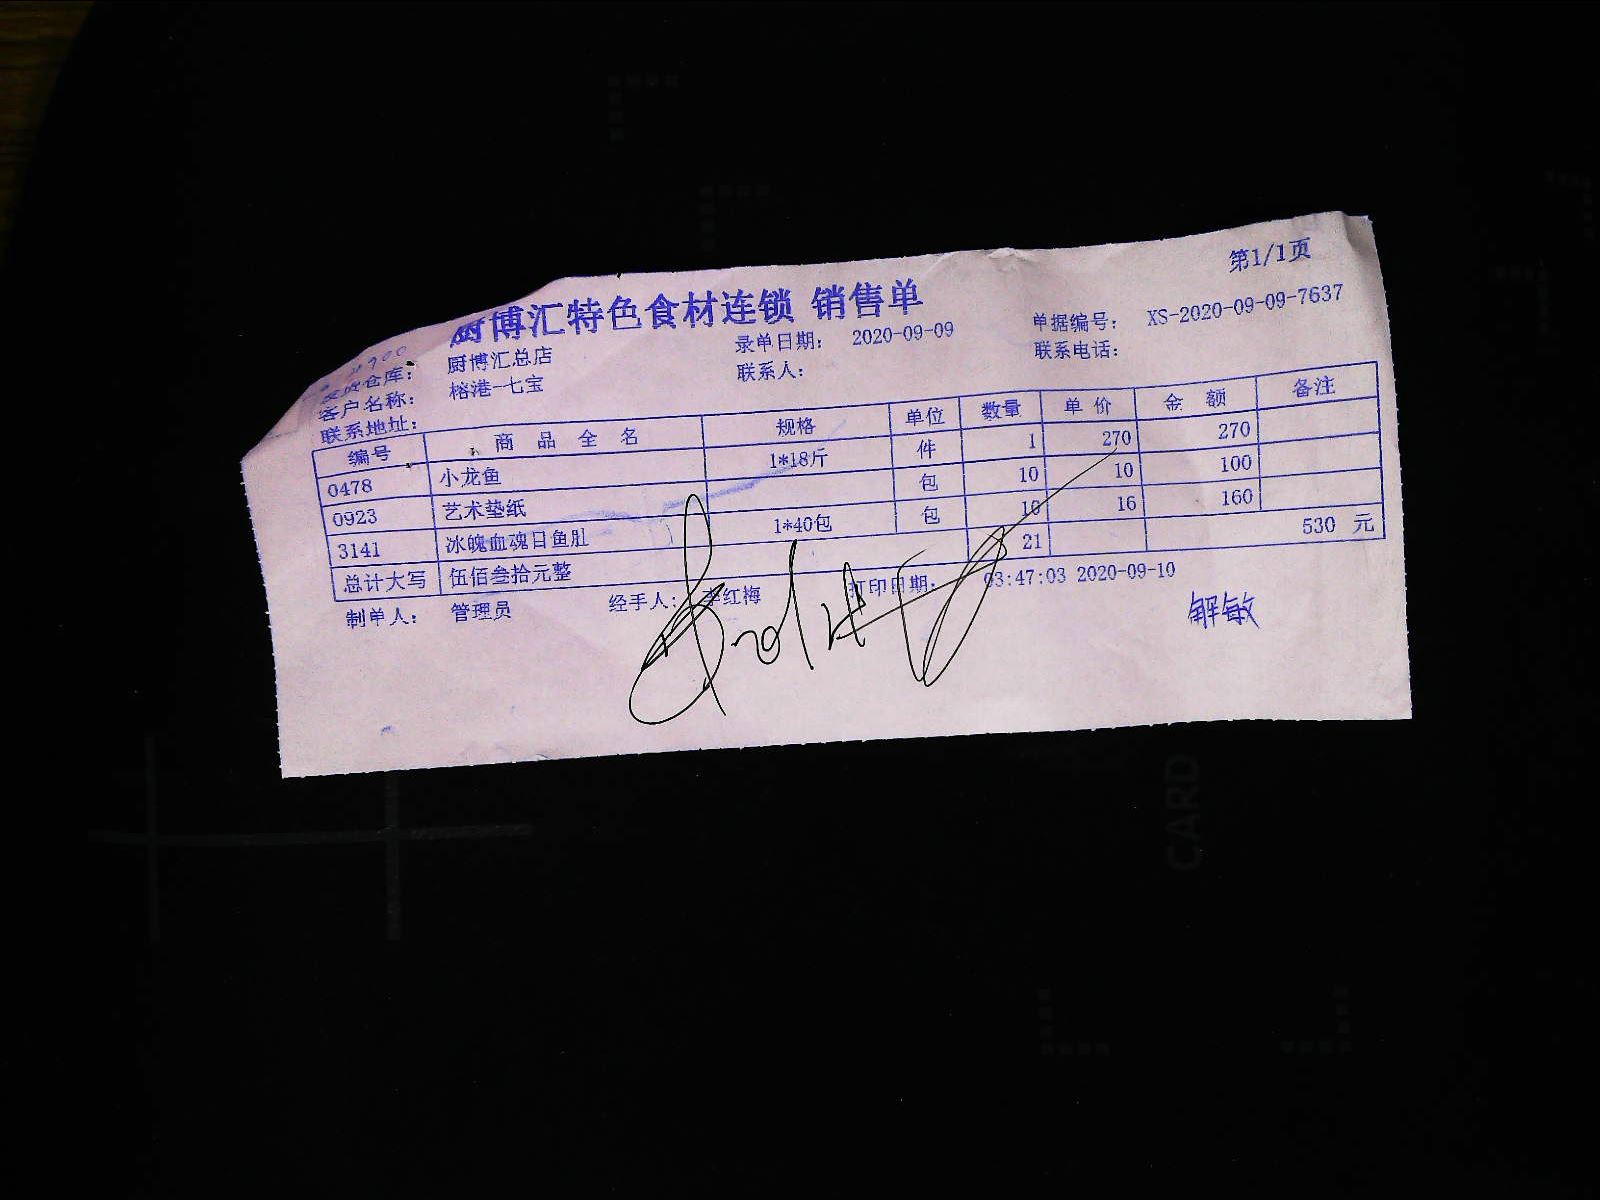 第1/1页
厨博汇特色食材连锁 销售单
发货仓库: 厨博汇总店 录单日期: 2020-09-09 单据编号: XS-2020-09-09-7637
客户名称: 榕港-七宝 联系人: 联系电话:
联系地址:
编号 商品全名 规格 单位 数量 单价 金额 备注
0478 小龙鱼 1*18斤 件 1 270 270
0923 艺术垫纸 包 10 10 100
3141 冰魄血魂日鱼肚 1*40包 包 10 16 160
总计大写 伍佰叁拾元整 21 530 元
制单人: 管理员 经手人: 李红梅 打印日期: 03:47:03 2020-09-10
解敏
CARD